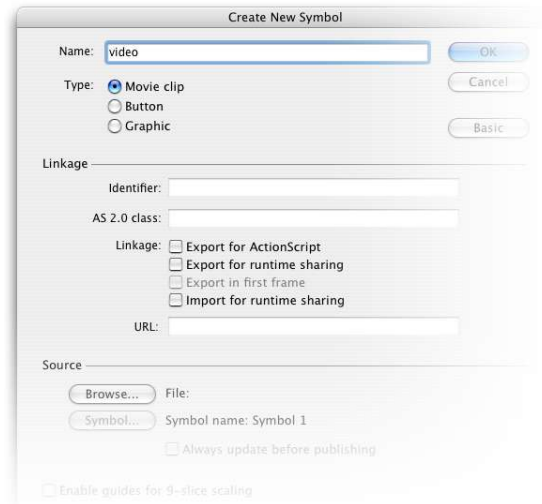 Create New Symbol
Name: video
OK
Type: Movie clip
Cancel
Button
Graphic
Basic
Linkage
Identifier:
AS 2.0 class:
Linkage: Export for ActionScript
Export for runtime sharing
Export in first frame
Import for runtime sharing
URL:
Source
Browse... File:
Symbol... Symbol name: Symbol 1
Always update before publishing
Enable guides for 9-slice scaling